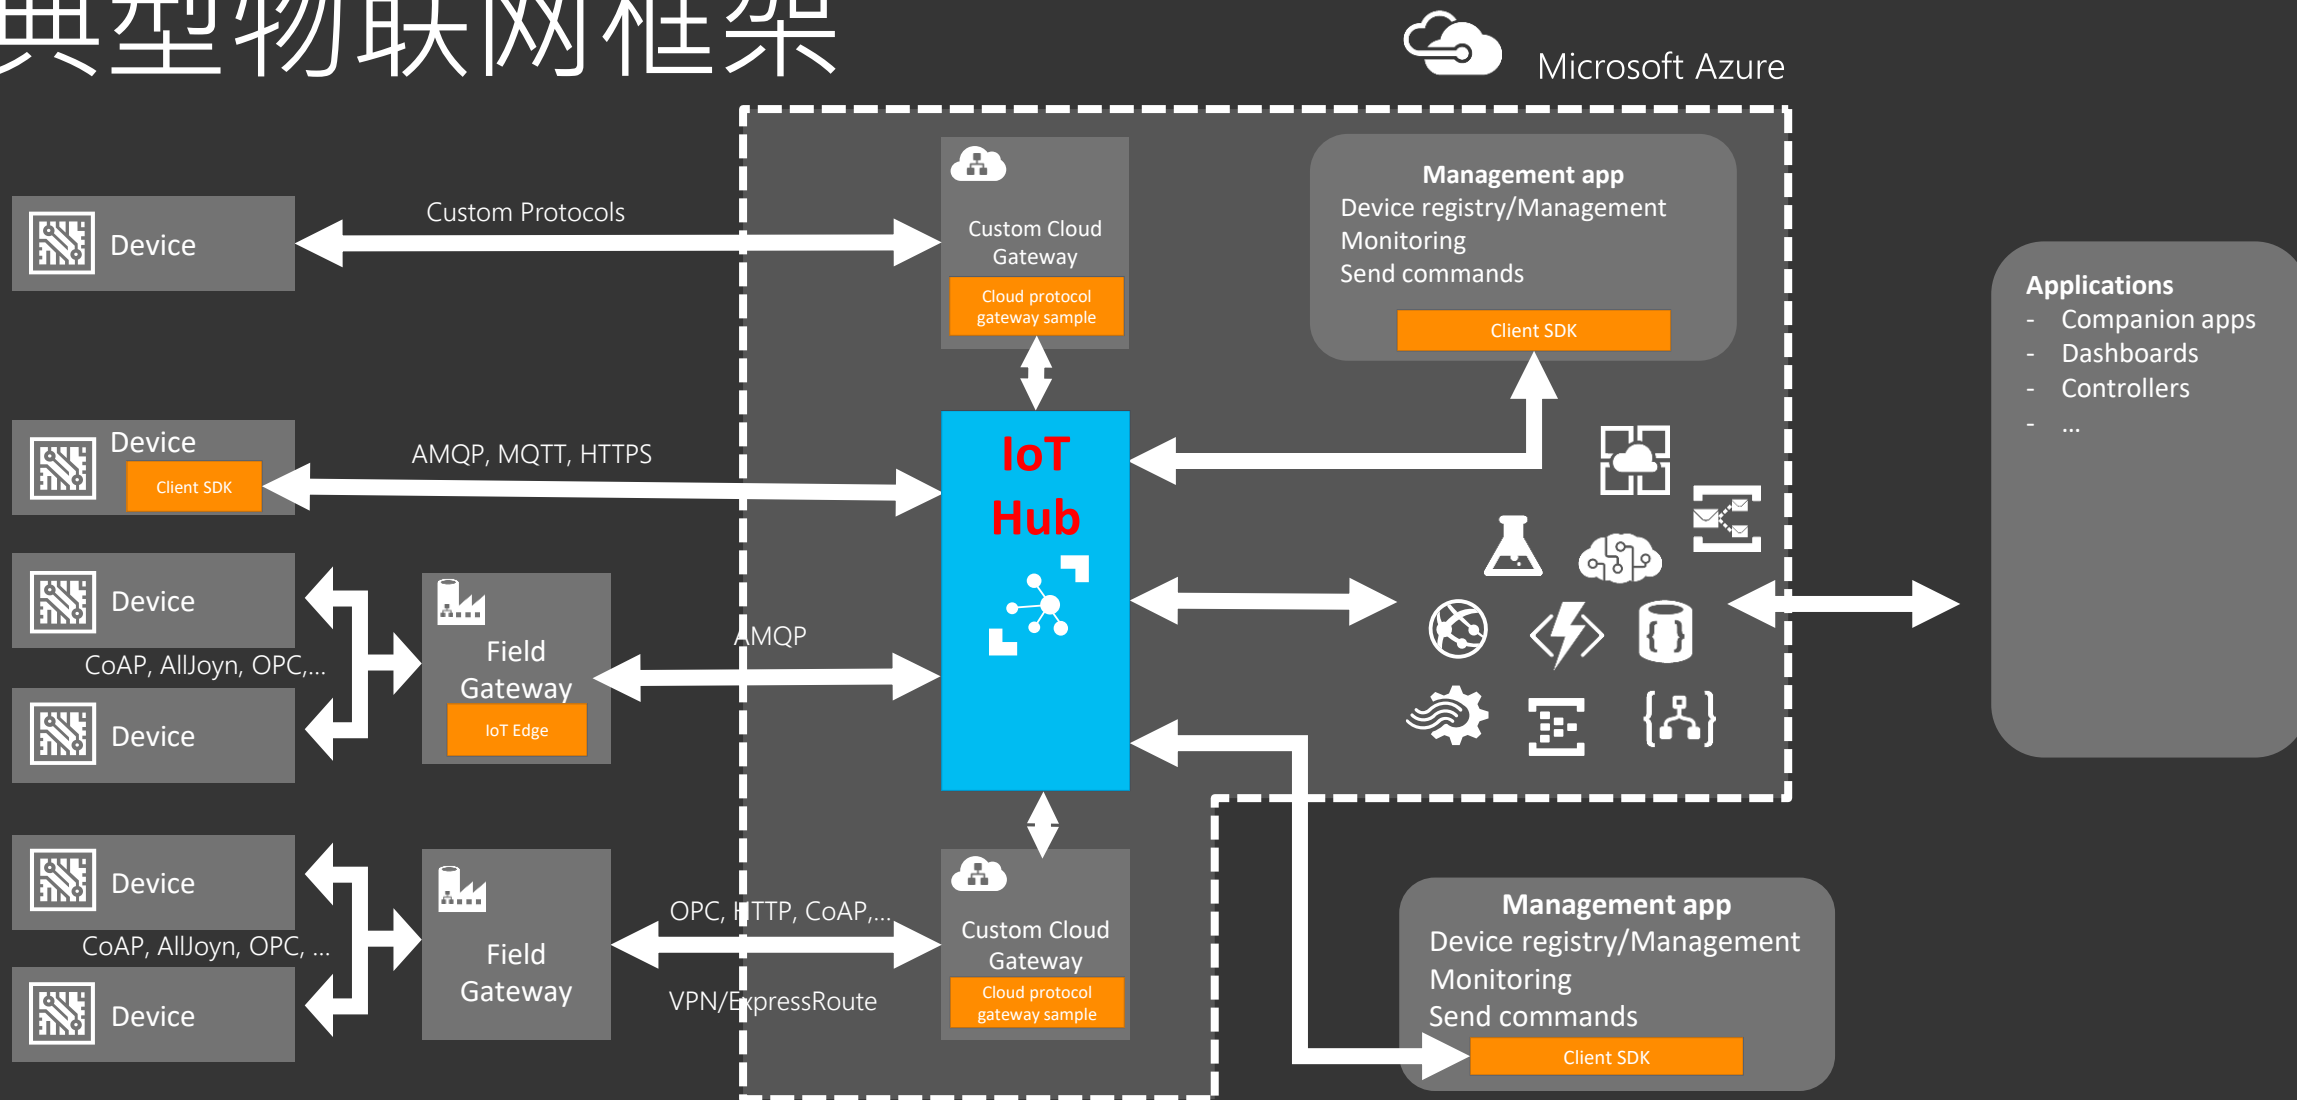 典型物联网框架
Microsoft Azure
Device
Custom Protocols
Custom Cloud
Gateway
Cloud protocol
gateway sample
Management app
Device registry/Management
Monitoring
Send commands
Client SDK
Applications
- Companion apps
- Dashboards
- Controllers
- ...
Device
Client SDK
AMQP, MQTT, HTTPS
IoT
Hub
Device
CoAP, AllJoyn, OPC,...
Device
Field
Gateway
IoT Edge
AMQP
Device
CoAP, AllJoyn, OPC, ...
Device
Field
Gateway
OPC, HTTP, CoAP,...
VPN/ExpressRoute
Custom Cloud
Gateway
Cloud protocol
gateway sample
Management app
Device registry/Management
Monitoring
Send commands
Client SDK